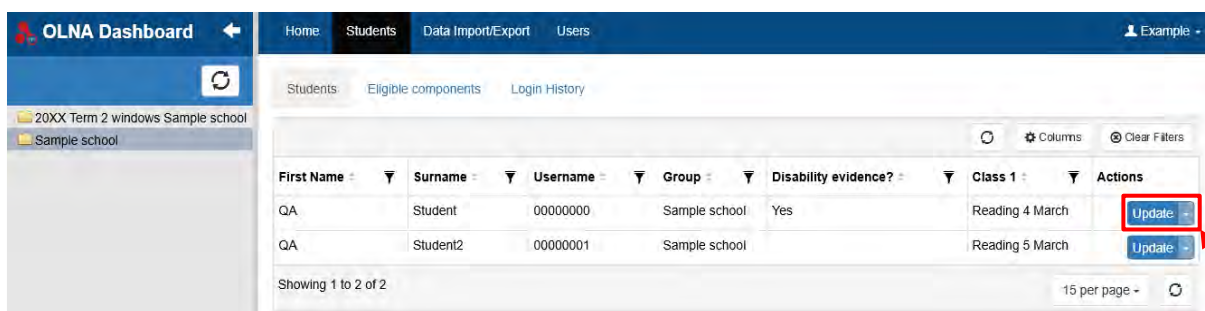 OLNA Dashboard
Home Students Data Import/Export Users Example
Students Eligible components Login History
20XX Term 2 windows Sample school
Sample school
Columns Clear Filters
First Name Surname Username Group Disability evidence? Class 1 Actions
QA Student 00000000 Sample school Yes Reading 4 March Update
QA Student2 00000001 Sample school Reading 5 March Update
Showing 1 to 2 of 2
15 per page